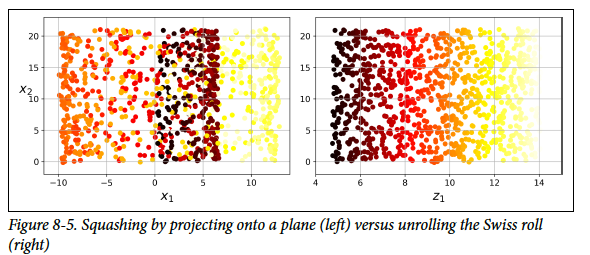 20
15
10
5
0
x2
−10 −5 0 5 10
x1
20
15
10
5
0
4 6 8 10 12 14
z1
Figure 8-5. Squashing by projecting onto a plane (left) versus unrolling the Swiss roll
(right)